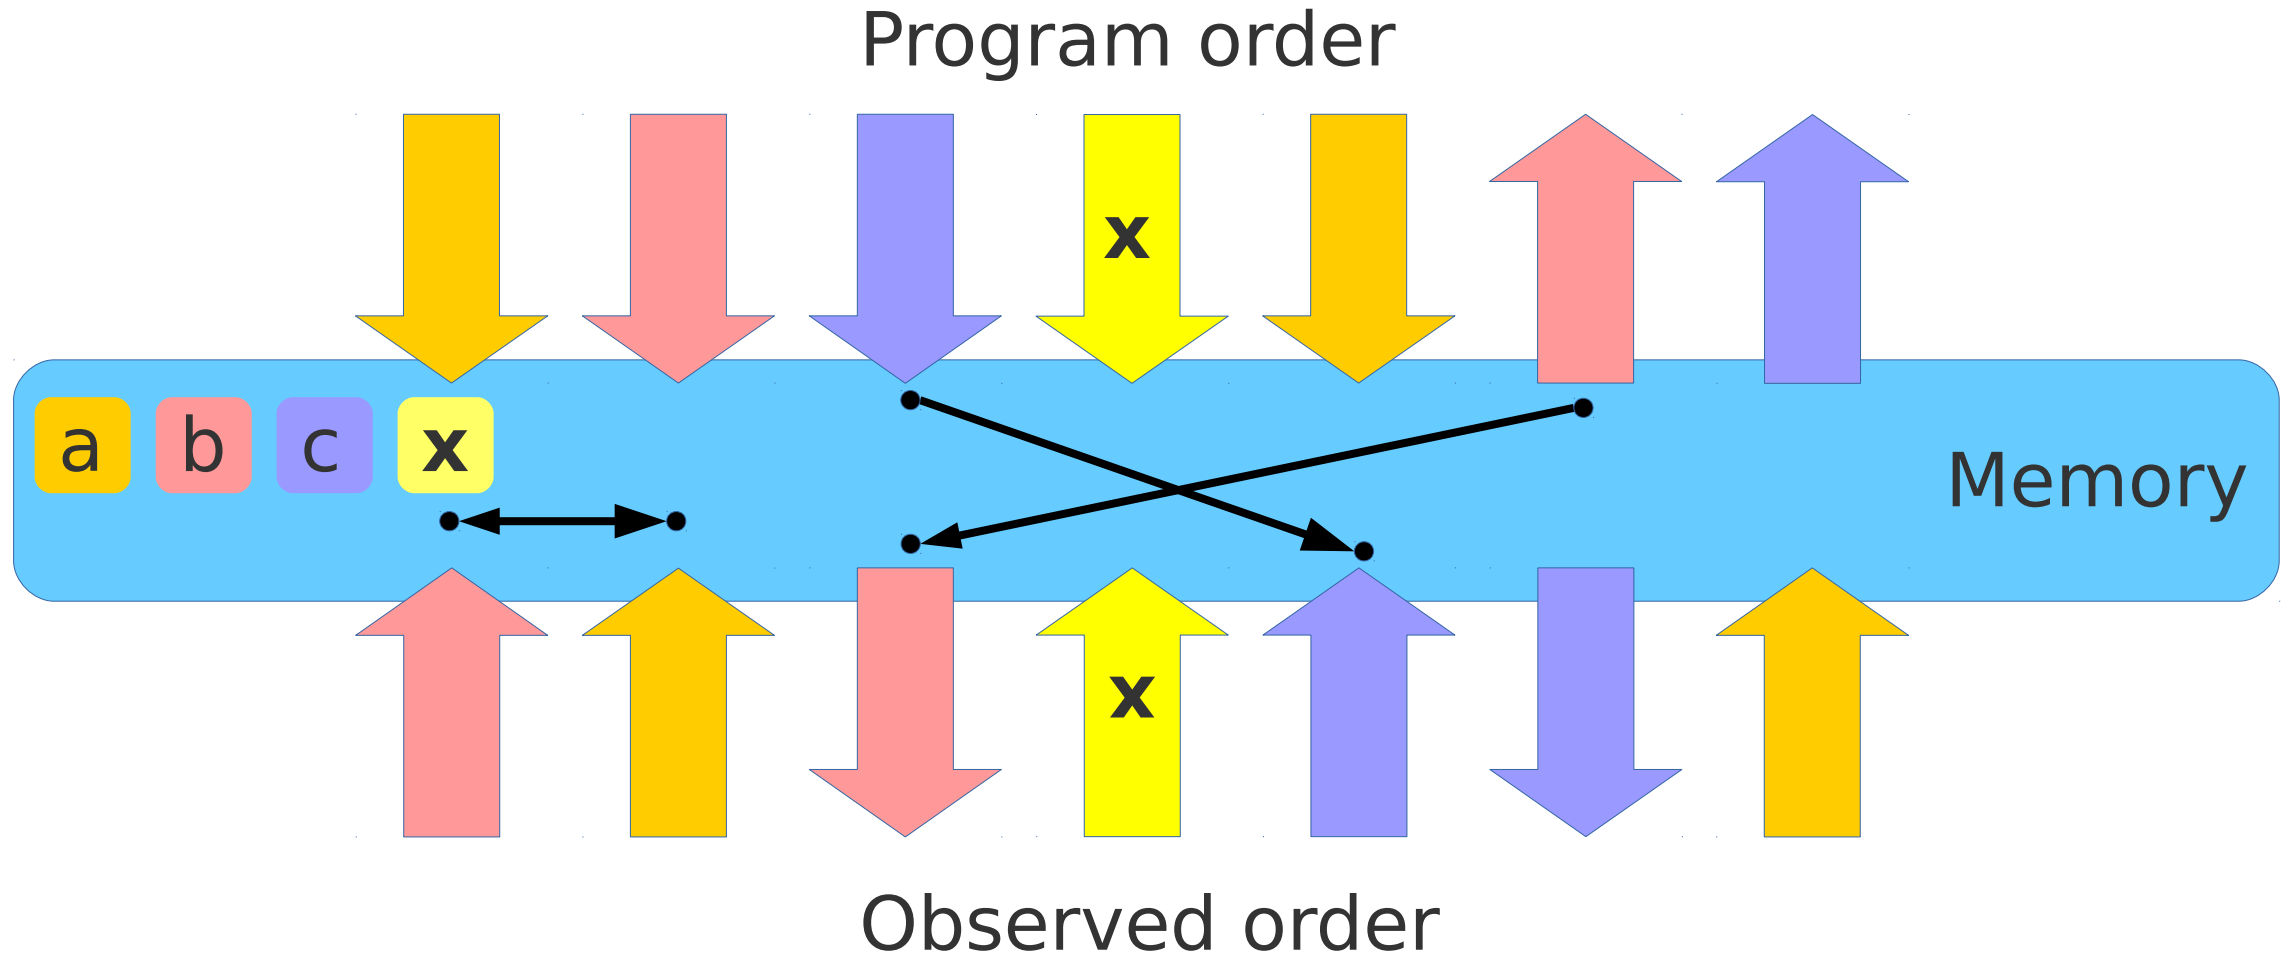 Program order
x
a b c x
Memory
x
Observed order